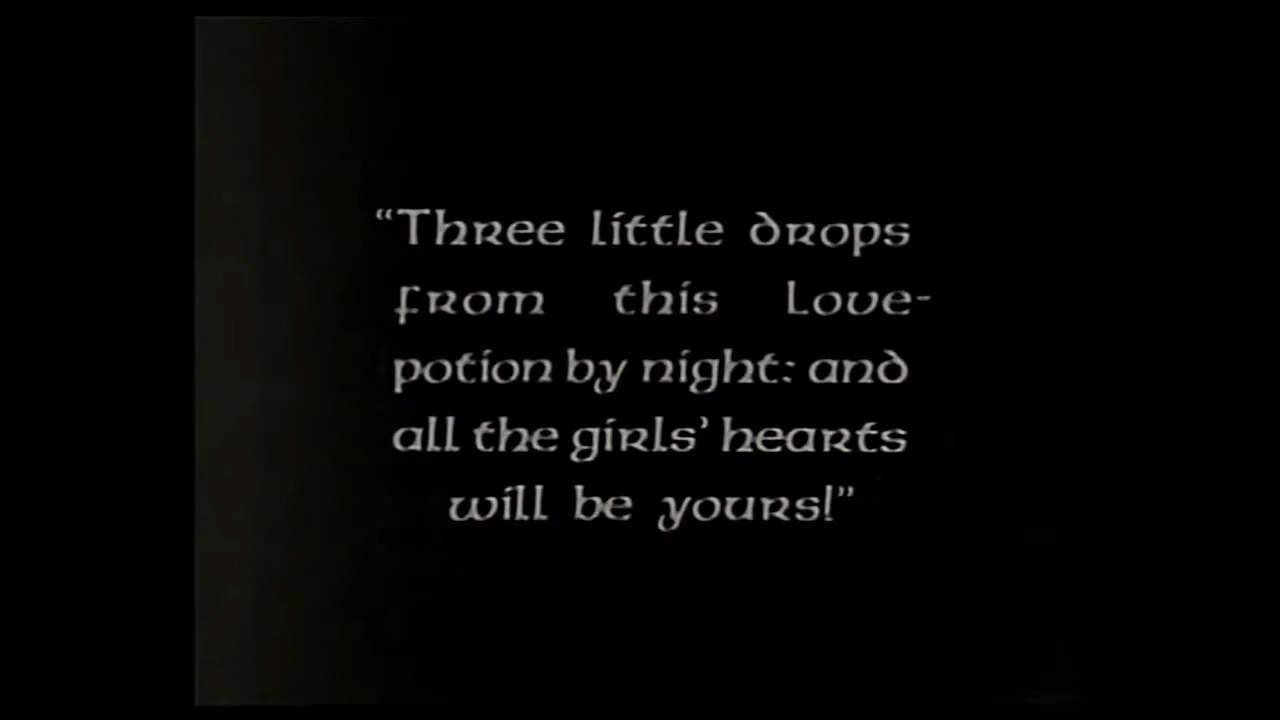 “Three little drops
from this Love-
potion by night: and
all the girls’ hearts
will be yours!”